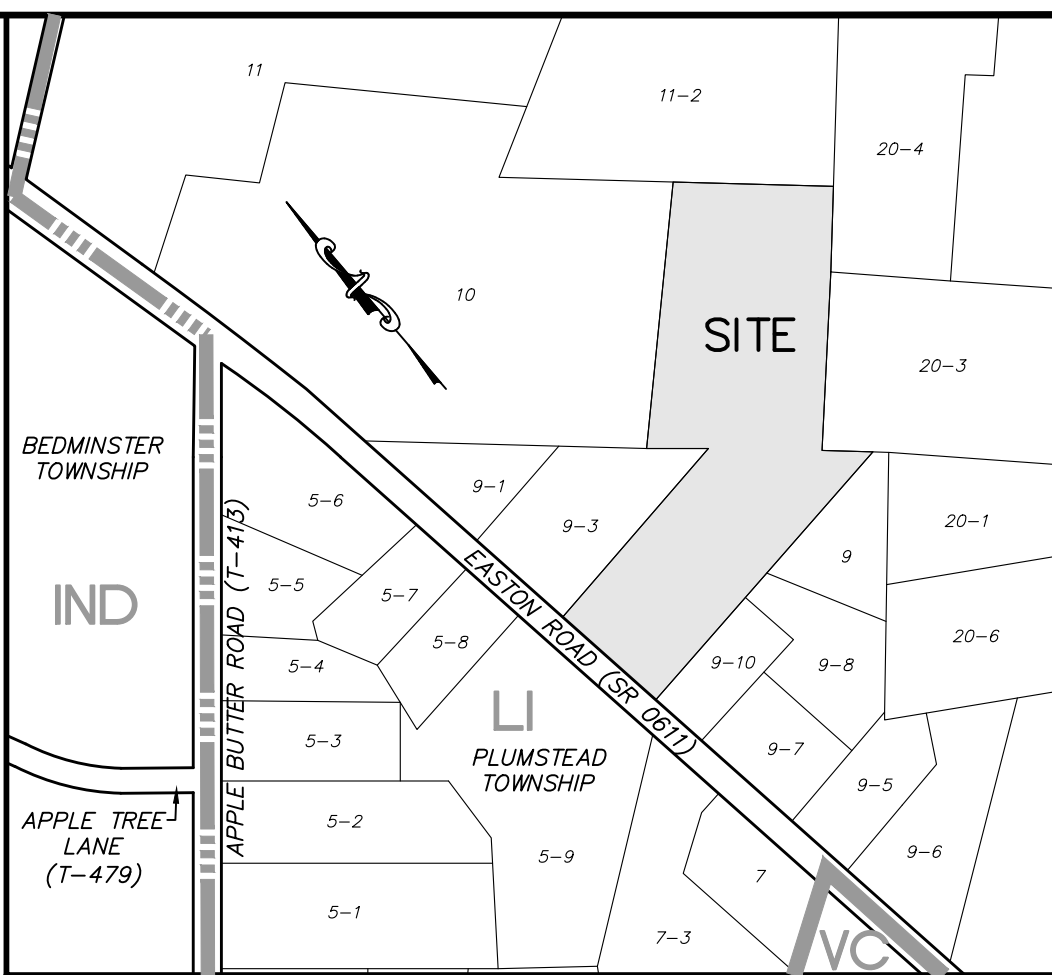 11
11-2
20-4
10
SITE
20-3
BEDMINSTER
TOWNSHIP
5-6
9-1
9-3
20-1
9
IND
5-5
5-7
APPLE BUTTER ROAD (T-413)
EASTON ROAD (SR 0611)
5-8
20-6
5-4
9-10
9-8
LI
5-3
PLUMSTEAD
TOWNSHIP
9-7
9-5
APPLE TREE
LANE
(T-479)
5-2
5-9
9-6
7
5-1
7-3
VC